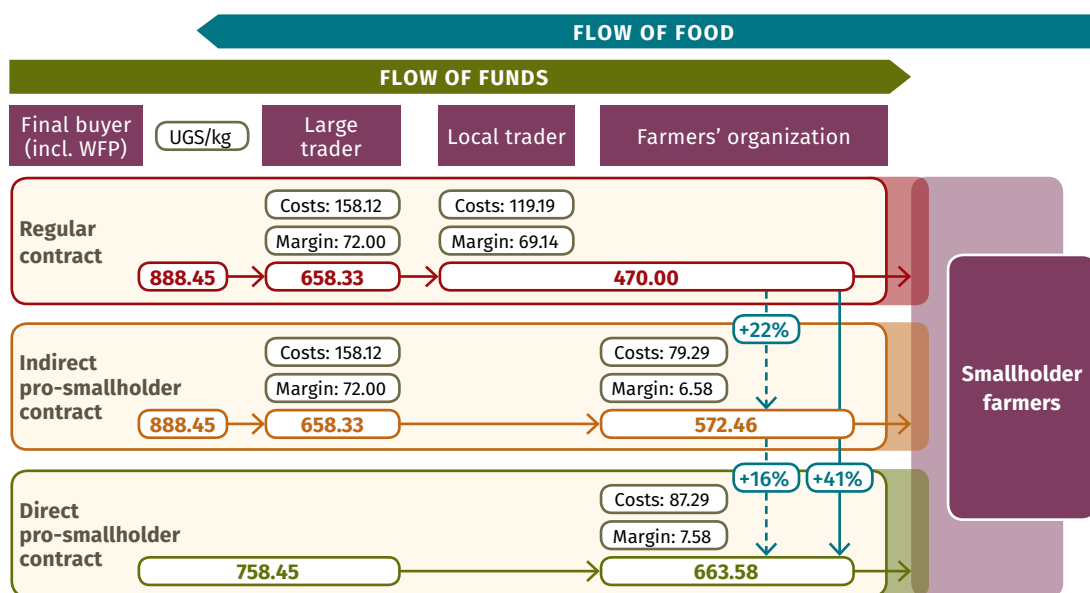 FLOW OF FOOD
FLOW OF FUNDS
Final buyer
(incl. WFP)
UGS/kg
Large
trader
Local trader
Farmers’ organization
Regular
contract
Costs: 158.12
Costs: 119.19
Margin: 72.00
Margin: 69.14
888.45
658.33
470.00
+22%
Indirect
pro-smallholder
contract
Costs: 158.12
Costs: 79.29
Margin: 72.00
Margin: 6.58
888.45
658.33
572.46
+16%
+41%
Direct
pro-smallholder
contract
Costs: 87.29
Margin: 7.58
758.45
663.58
Smallholder
farmers